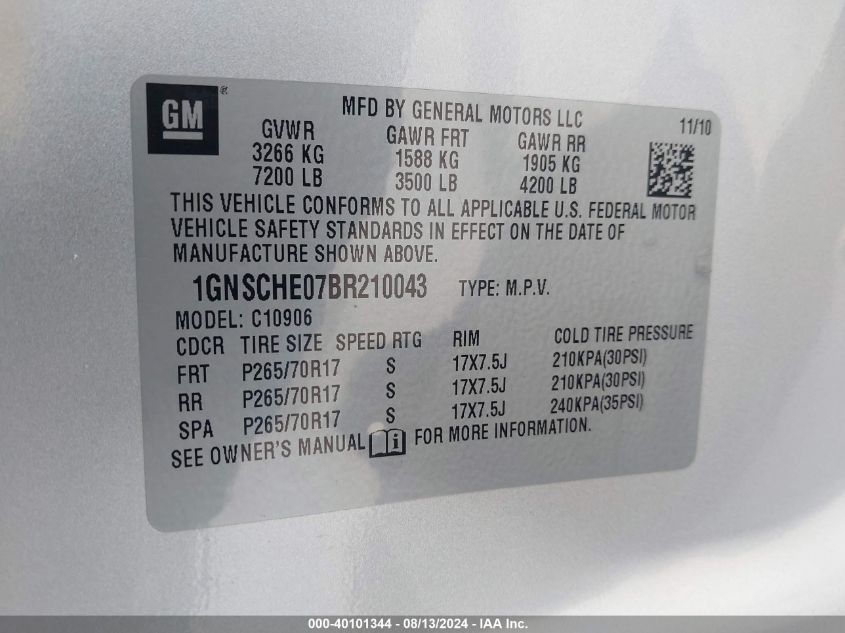 GM®
MFD BY GENERAL MOTORS LLC
11/10
GVWR GAWR FRT GAWR RR
3266 KG 1588 KG 1905 KG
7200 LB 3500 LB 4200 LB
THIS VEHICLE CONFORMS TO ALL APPLICABLE U.S. FEDERAL MOTOR
VEHICLE SAFETY STANDARDS IN EFFECT ON THE DATE OF
MANUFACTURE SHOWN ABOVE.
1GNSCHE07BR210043 TYPE: M.P.V.
MODEL: C10906
CDCR TIRE SIZE SPEED RTG RIM COLD TIRE PRESSURE
FRT P265/70R17 S 17X7.5J 210KPA(30PSI)
RR P265/70R17 S 17X7.5J 210KPA(30PSI)
SPA P265/70R17 S 17X7.5J 240KPA(35PSI)
SEE OWNER'S MANUAL i FOR MORE INFORMATION.
000-40101344 - 08/13/2024 - IAA Inc.